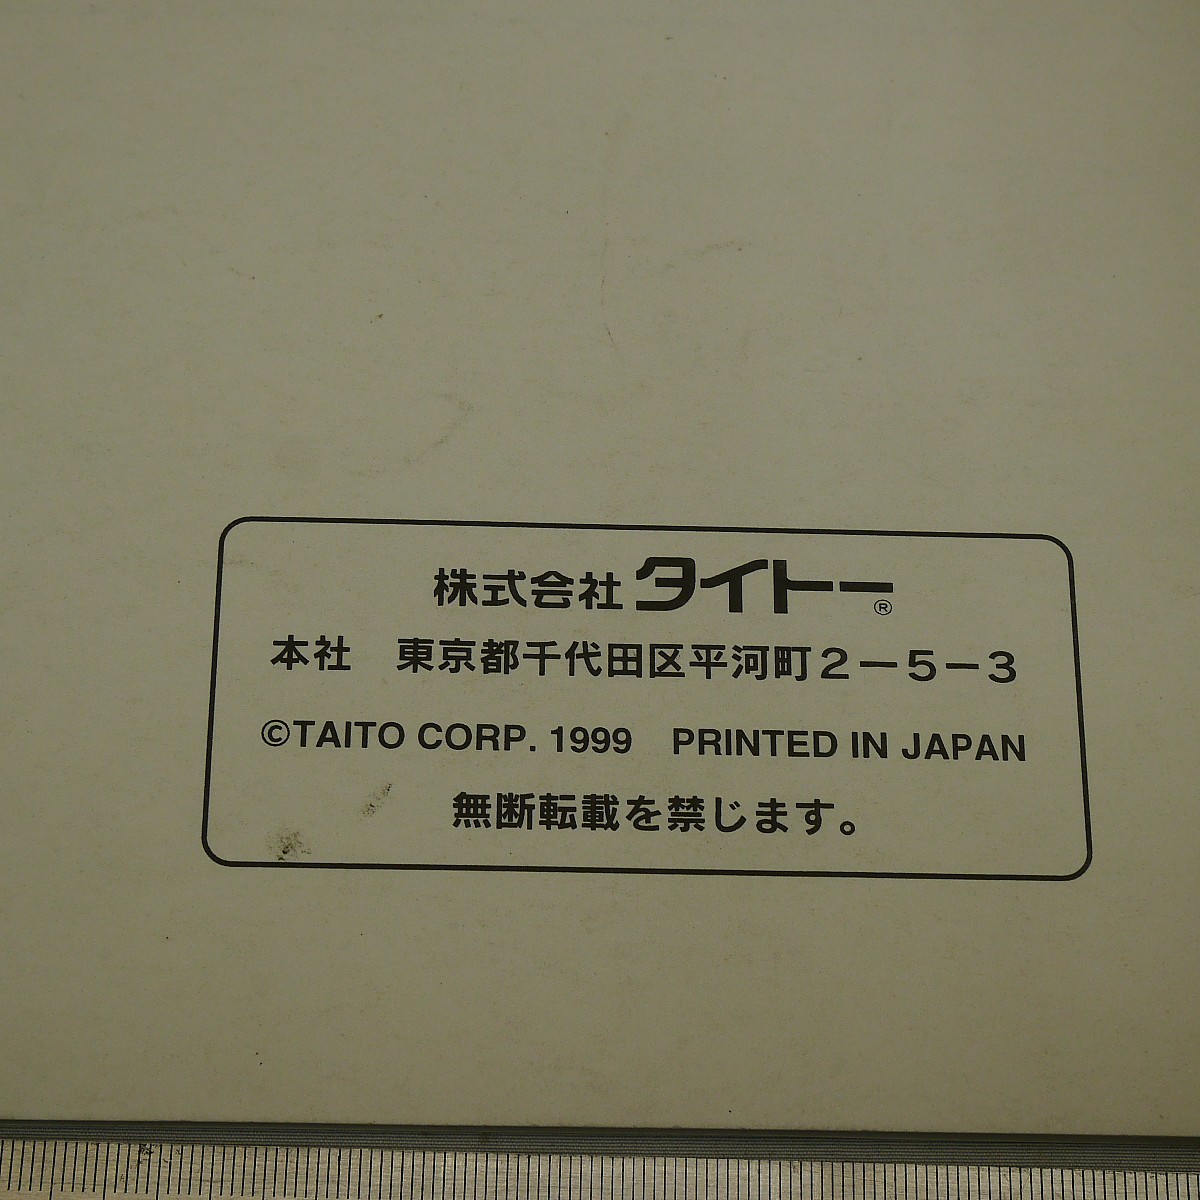 株式会社タイトー®
本社　東京都千代田区平河町２－５－３
©TAITO CORP. 1999　PRINTED IN JAPAN
無断転載を禁じます。